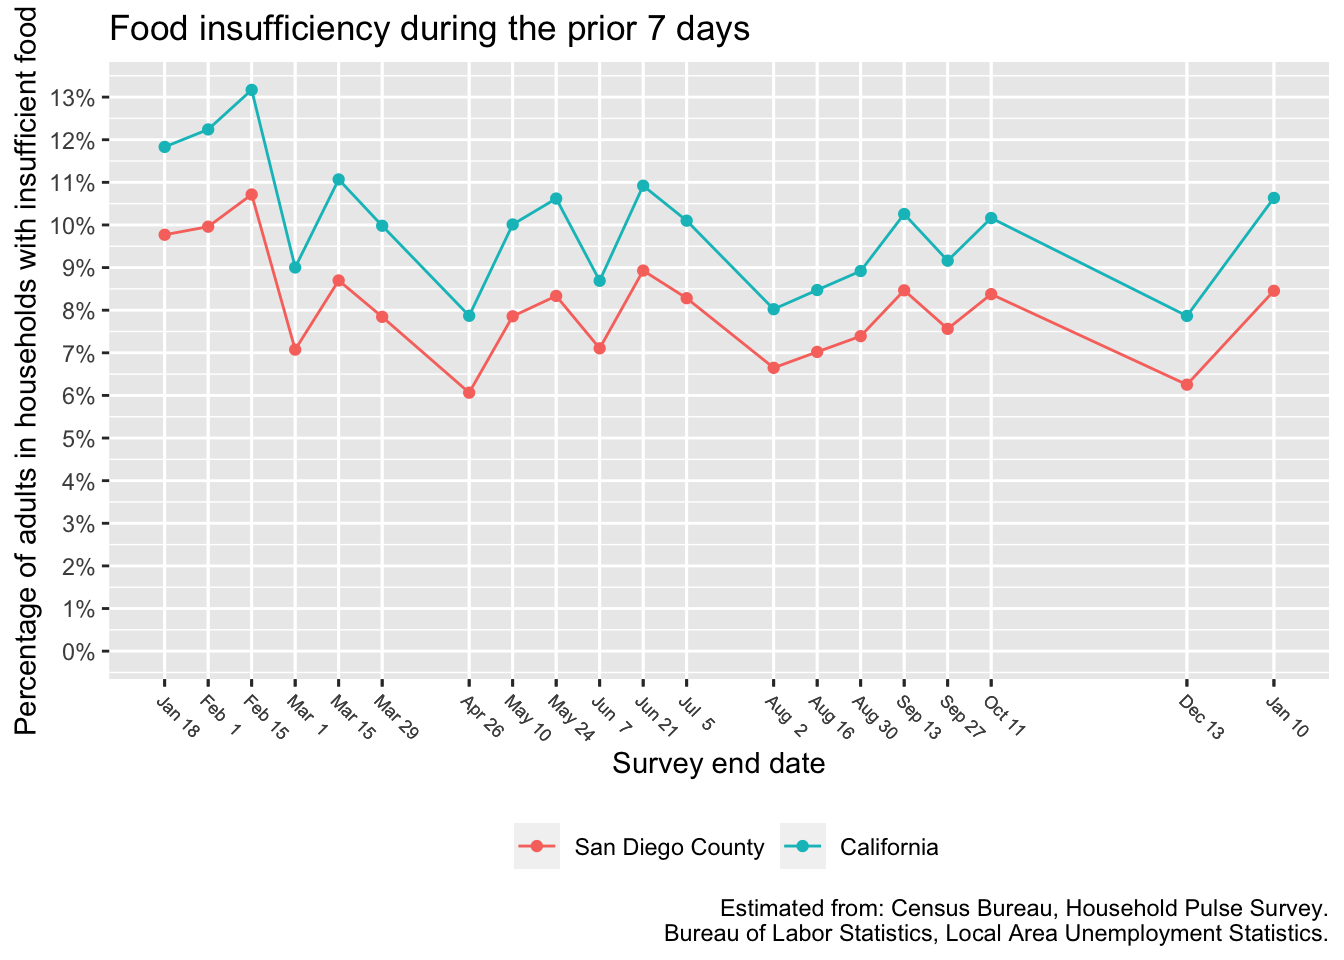 Food insufficiency during the prior 7 days
Percentage of adults in households with insufficient food
13%
12%
11%
10%
9%
8%
7%
6%
5%
4%
3%
2%
1%
0%
Jan 18
Feb 1
Feb 15
Mar 1
Mar 15
Mar 29
Apr 26
May 10
May 24
Jun 7
Jun 21
Jul 5
Aug 2
Aug 16
Aug 30
Sep 13
Sep 27
Oct 11
Dec 13
Jan 10
Survey end date
San Diego County
California
Estimated from: Census Bureau, Household Pulse Survey.
Bureau of Labor Statistics, Local Area Unemployment Statistics.